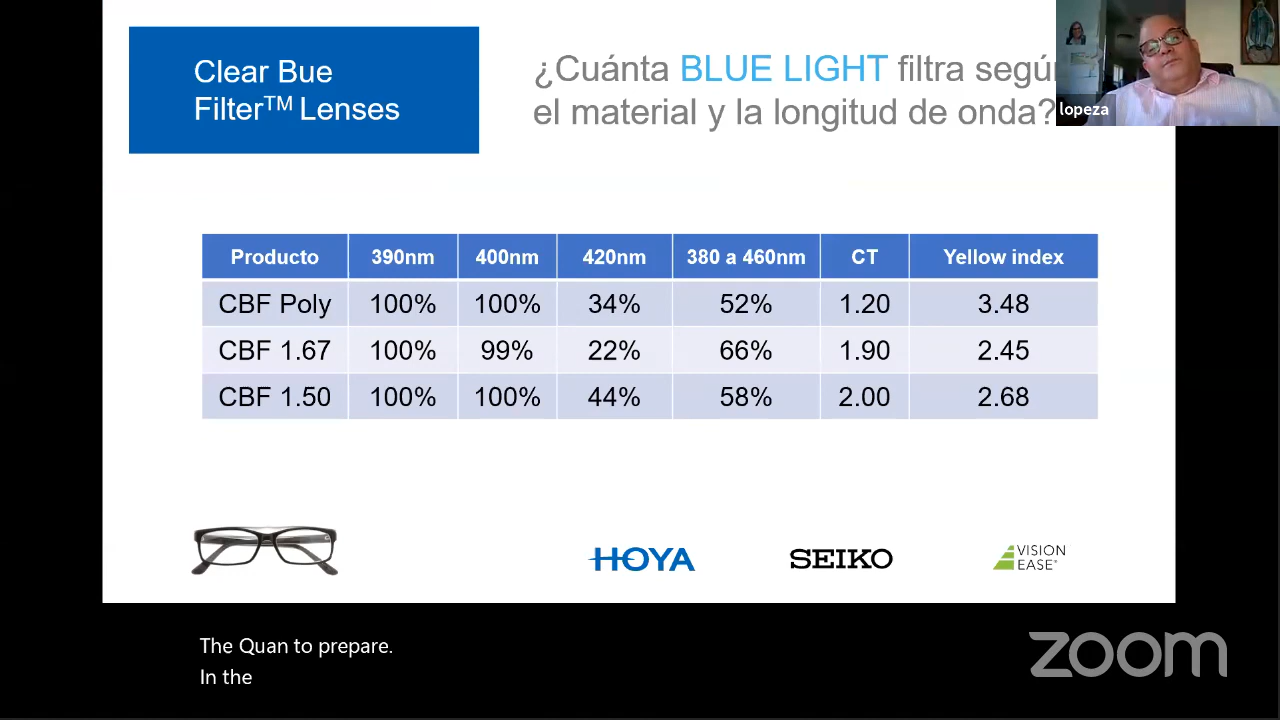 Clear Bue
Filter™ Lenses
¿Cuánta BLUE LIGHT filtra según
el material y la longitud de onda?
lopeza
Producto 390nm 400nm 420nm 380 a 460nm CT Yellow index
CBF Poly 100% 100% 34% 52% 1.20 3.48
CBF 1.67 100% 99% 22% 66% 1.90 2.45
CBF 1.50 100% 100% 44% 58% 2.00 2.68
HOYA
SEIKO
VISION
EASE
The Quan to prepare.
In the
zoom